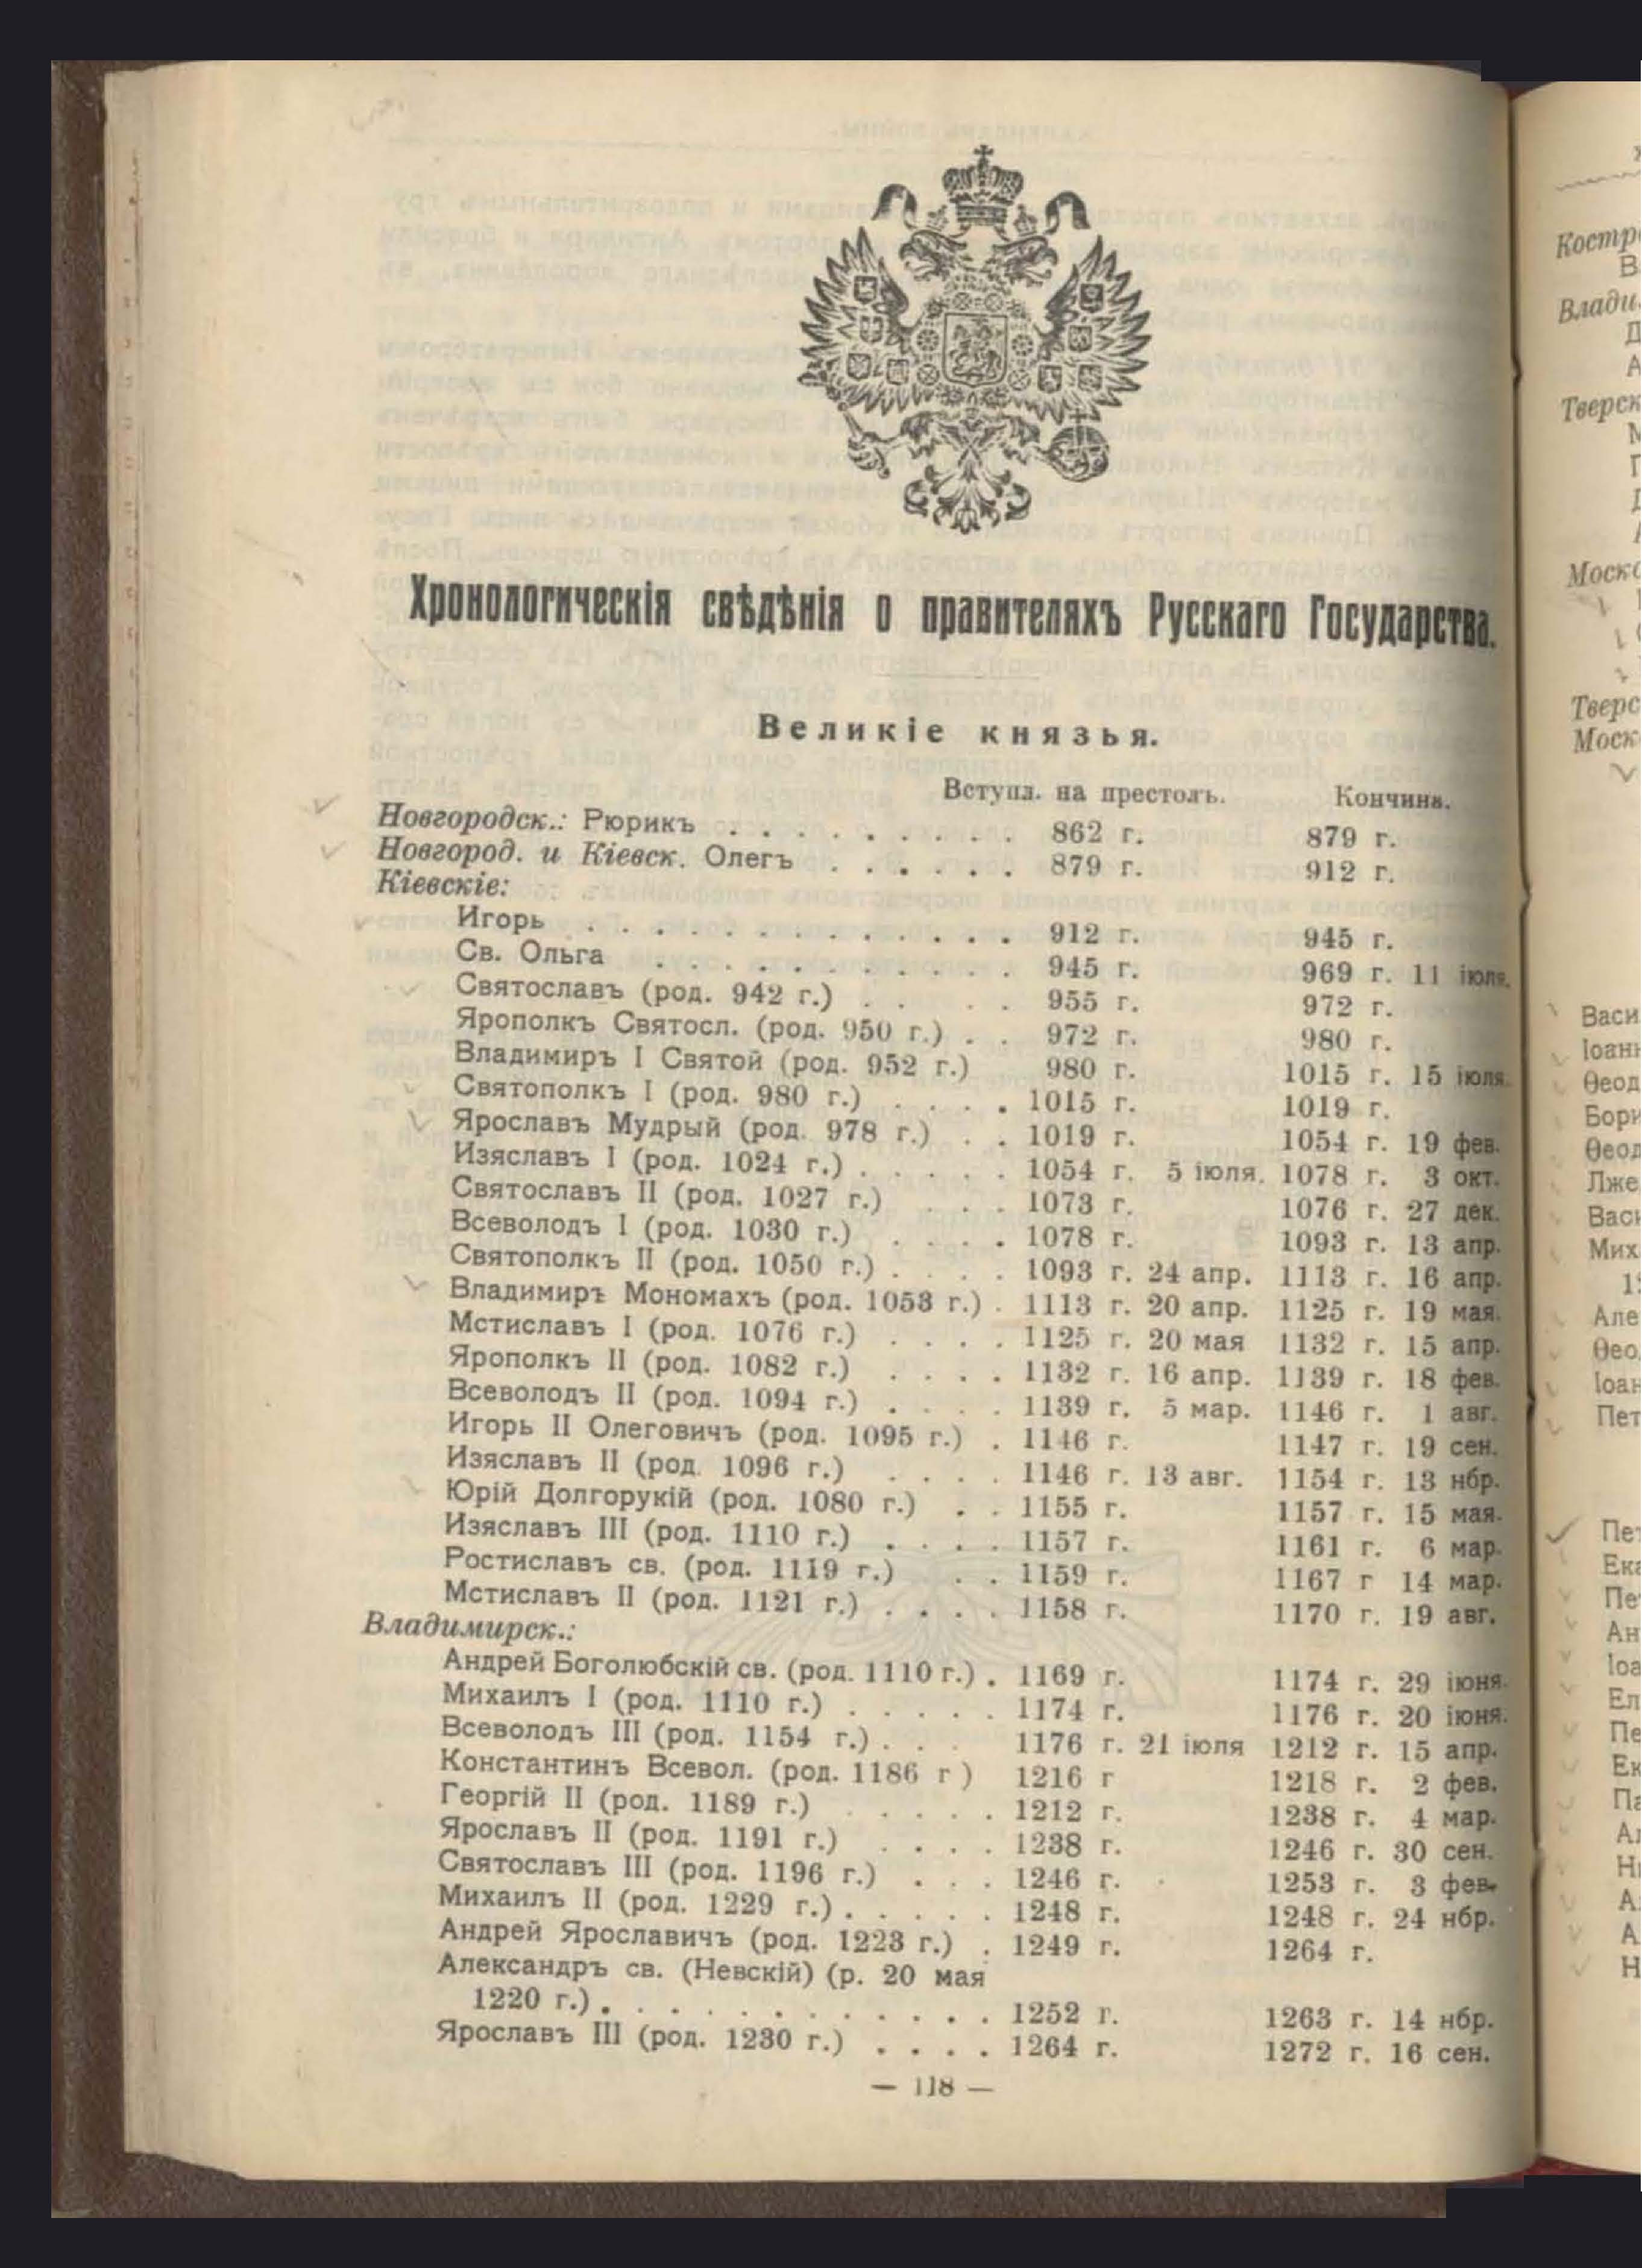 Хронологическія свѣдѣнія о правителяхъ Русскаго Государства.
Великіе князья.
Вступл. на престолъ. Кончина.
Новгородск.: Рюрикъ . . . . . . . . . 862 г. 879 г.
Новгород. и Кіевск. Олегъ . . . . . . 879 г. 912 г.
Кіевскіе:
Игорь . . . . . . . . . . . . . 912 г. 945 г.
Св. Ольга . . . . . . . . . . . 945 г. 969 г. 11 іюля.
Святославъ (род. 942 г.) . . . . 955 г. 972 г.
Ярополкъ Святосл. (род. 950 г.) . . 972 г. 980 г.
Владимиръ I Святой (род. 952 г.) 980 г. 1015 г. 15 іюля.
Святополкъ I (род. 980 г.) . . . . 1015 г. 1019 г.
Ярославъ Мудрый (род. 978 г.) . . 1019 г. 1054 г. 19 фев.
Изяславъ I (род. 1024 г.) . . . . . 1054 г. 5 іюля. 1078 г. 3 окт.
Святославъ II (род. 1027 г.) . . . 1073 г. 1076 г. 27 дек.
Всеволодъ I (род. 1030 г.) . . . . 1078 г. 1093 г. 13 апр.
Святополкъ II (род. 1050 г.) . . . . 1093 г. 24 апр. 1113 г. 16 апр.
Владимиръ Мономахъ (род. 1053 г.) . 1113 г. 20 апр. 1125 г. 19 мая.
Мстиславъ I (род. 1076 г.) . . . . 1125 г. 20 мая 1132 г. 15 апр.
Ярополкъ II (род. 1082 г.) . . . . 1132 г. 16 апр. 1139 г. 18 фев.
Всеволодъ II (род. 1094 г.) . . . . 1139 г. 5 мар. 1146 г. 1 авг.
Игорь II Олеговичъ (род. 1095 г.) . 1146 г. 1147 г. 19 сен.
Изяславъ II (род. 1096 г.) . . . . 1146 г. 13 авг. 1154 г. 13 нбр.
Юрій Долгорукій (род. 1080 г.) . . 1155 г. 1157 г. 15 мая.
Изяславъ III (род. 1110 г.) . . . . 1157 г. 1161 г. 6 мар.
Ростиславъ св. (род. 1119 г.) . . 1159 г. 1167 г 14 мар.
Мстиславъ II (род. 1121 г.) . . . . 1158 г. 1170 г. 19 авг.
Владимирск.:
Андрей Боголюбскій св. (род. 1110 г.) . 1169 г. 1174 г. 29 іюня.
Михаилъ I (род. 1110 г.) . . . . . 1174 г. 1176 г. 20 іюня.
Всеволодъ III (род. 1154 г.) . . . 1176 г. 21 іюля 1212 г. 15 апр.
Константинъ Всевол. (род. 1186 г ) 1216 г 1218 г. 2 фев.
Георгій II (род. 1189 г.) . . . . . 1212 г. 1238 г. 4 мар.
Ярославъ II (род. 1191 г.) . . . . 1238 г. 1246 г. 30 сен.
Святославъ III (род. 1196 г.) . . . 1246 г. 1253 г. 3 фев.
Михаилъ II (род. 1229 г.) . . . . . 1248 г. 1248 г. 24 нбр.
Андрей Ярославичъ (род. 1223 г.) . 1249 г. 1264 г.
Александръ св. (Невскій) (р. 20 мая
1220 г.) . . . . . . . . . . . . 1252 г. 1263 г. 14 нбр.
Ярославъ III (род. 1230 г.) . . . . 1264 г. 1272 г. 16 сен.
— 118 —